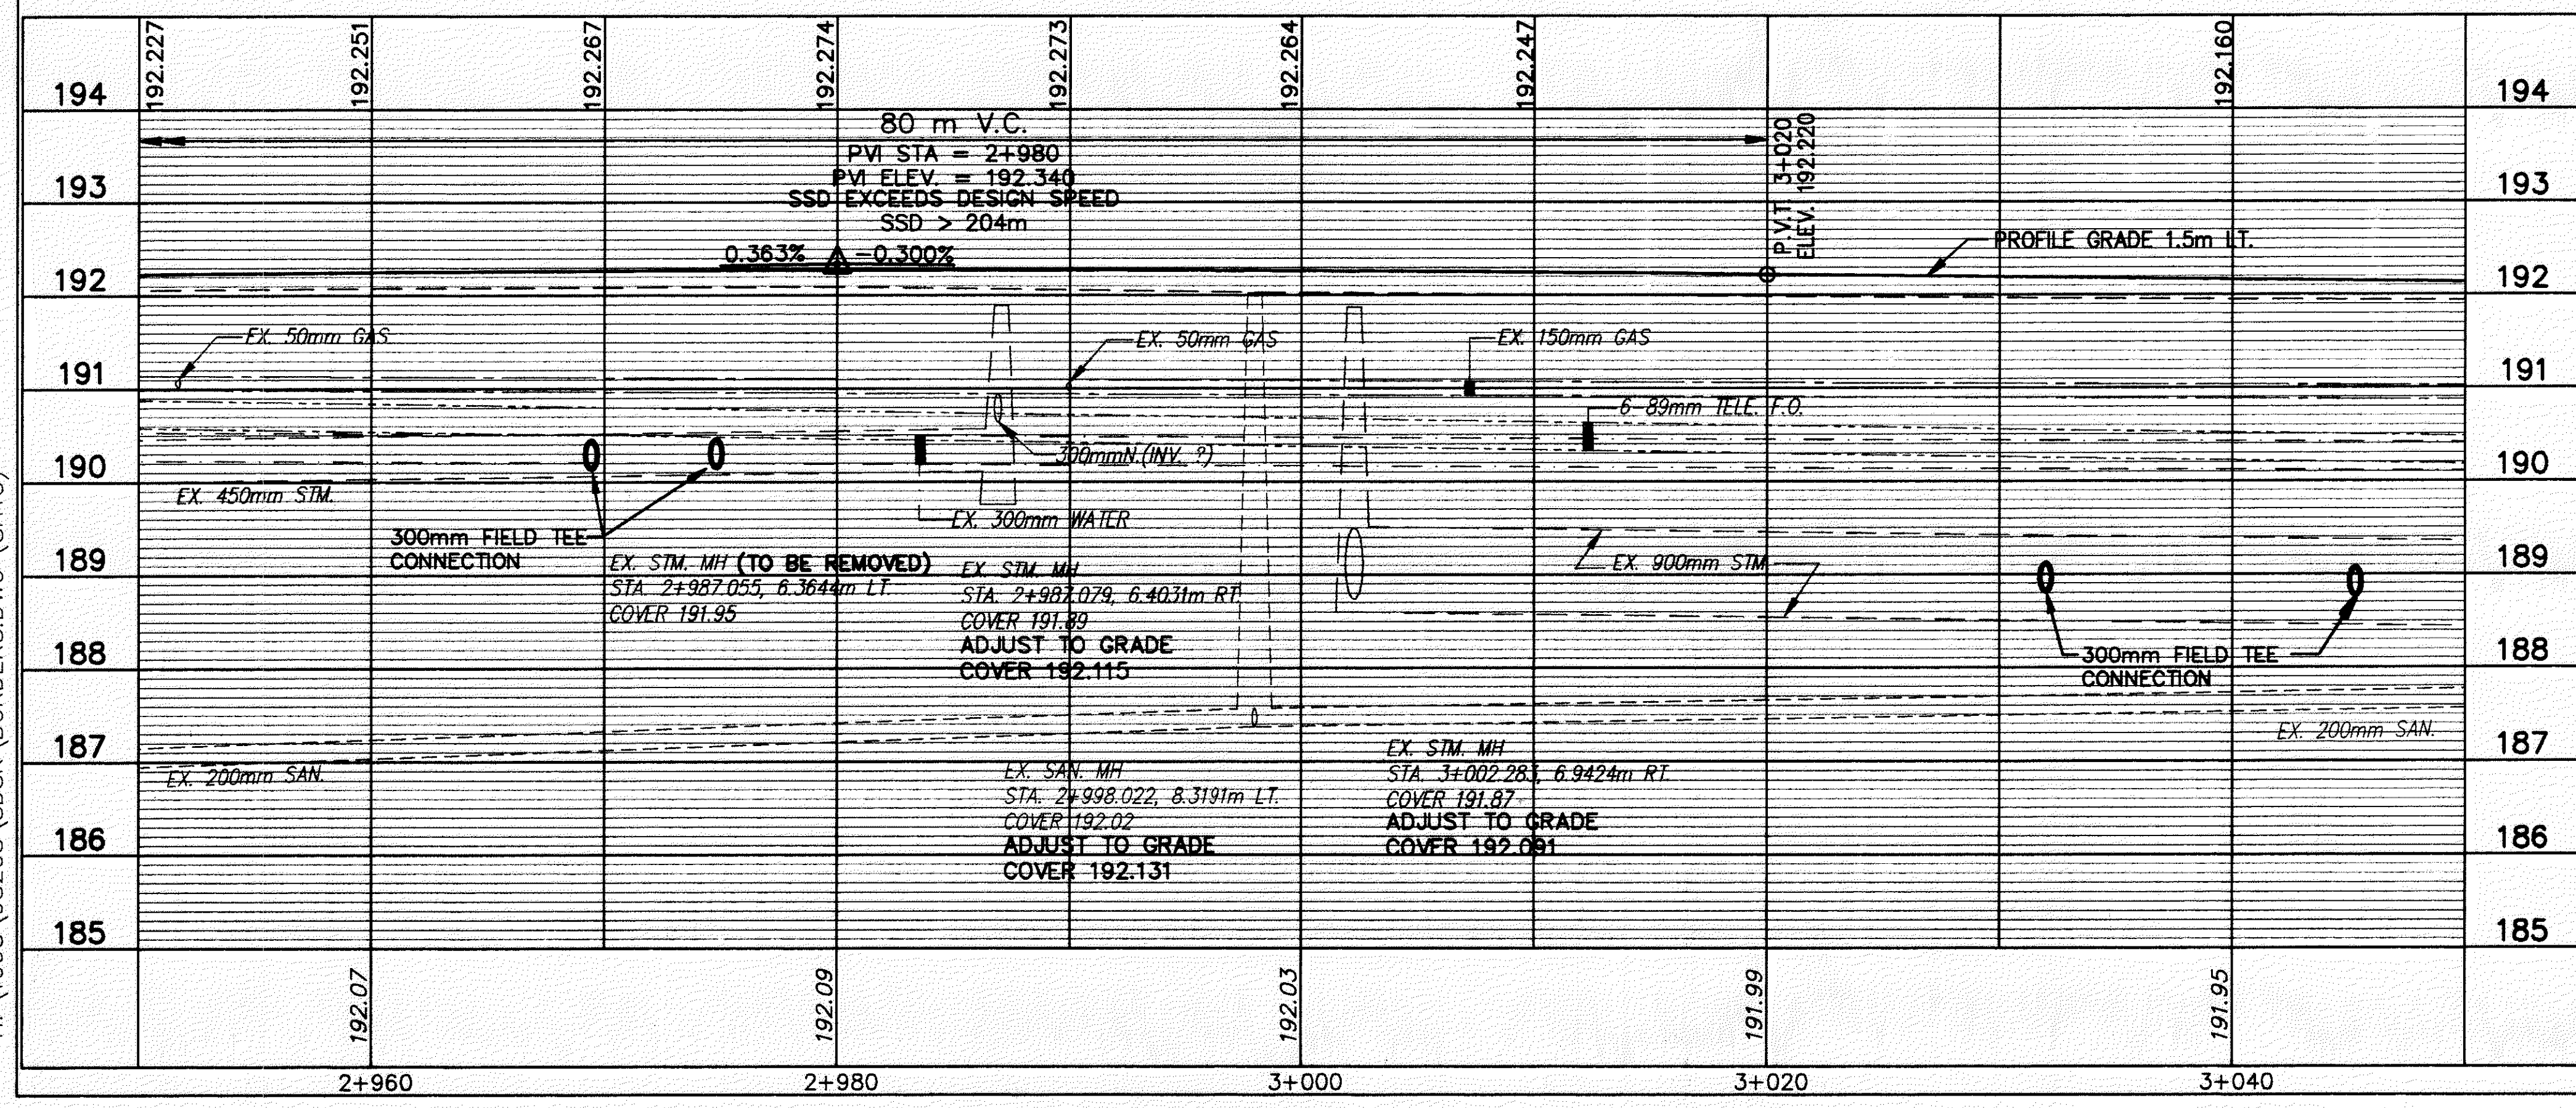 192.227
192.251
192.267
192.274
192.273
192.264
192.247
192.160
194
194
80 m V.C.
PVI STA = 2+980
PVI ELEV. = 192.340
SSD EXCEEDS DESIGN SPEED
SSD > 204m
P.V.T. 3+020
ELEV. 192.220
193
193
0.363%
-0.300%
PROFILE GRADE 1.5m LT.
192
192
EX. 50mm GAS
EX. 50mm GAS
EX. 150mm GAS
191
191
6-89mm TELE. F.O.
300mmN.(INV. ?)
190
190
EX. 450mm STM.
EX. 300mm WATER
300mm FIELD TEE
CONNECTION
189
189
EX. STM. MH (TO BE REMOVED)
STA. 2+987.055, 6.3644m LT.
COVER 191.95
EX. STM. MH
STA. 2+987.079, 6.4031m RT.
COVER 191.89
ADJUST TO GRADE
COVER 192.115
EX. 900mm STM.
188
188
300mm FIELD TEE
CONNECTION
187
187
EX. 200mm SAN.
EX. 200mm SAN.
EX. SAN. MH
STA. 2+998.022, 8.3191m LT.
COVER 192.02
ADJUST TO GRADE
COVER 192.131
EX. STM. MH
STA. 3+002.283, 6.9424m RT.
COVER 191.87
ADJUST TO GRADE
COVER 192.091
186
186
185
185
192.07
192.09
192.03
191.99
191.95
2+960
2+980
3+000
3+020
3+040